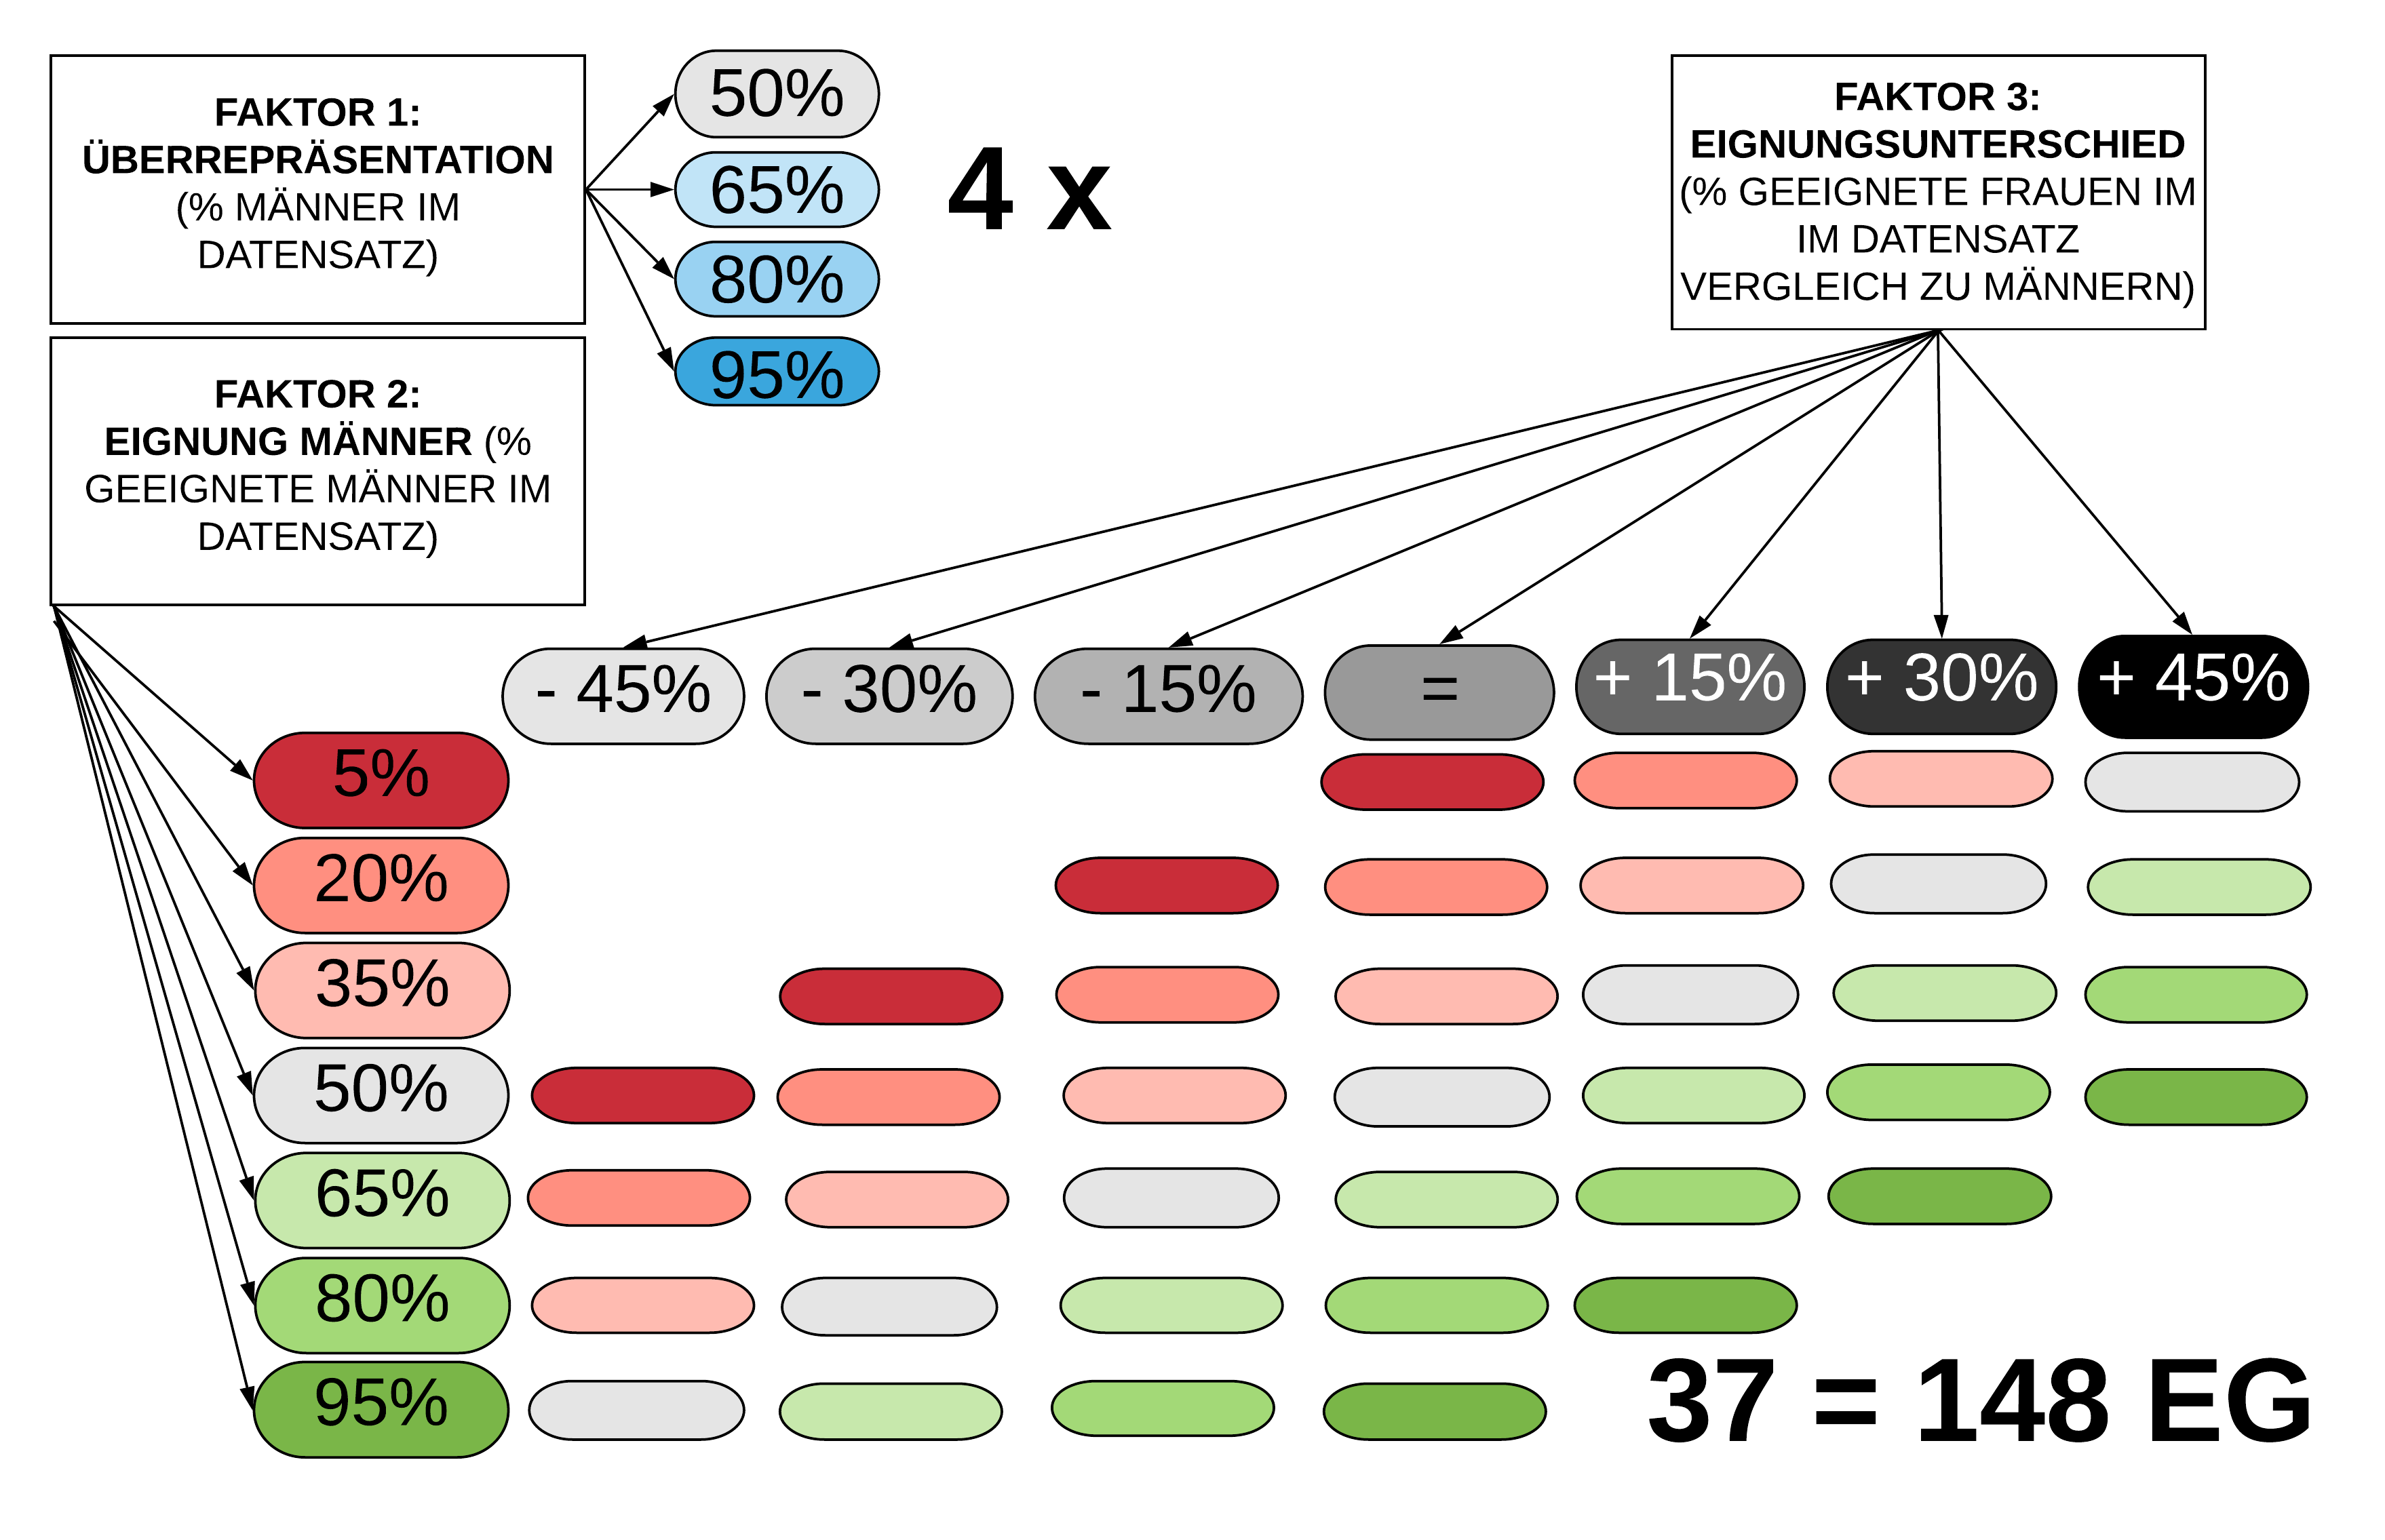 FAKTOR 1:
ÜBERREPRÄSENTATION
(% MÄNNER IM
DATENSATZ)
50%
65%
80%
95%
4 x
FAKTOR 3:
EIGNUNGSUNTERSCHIED
(% GEEIGNETE FRAUEN IM
IM DATENSATZ
VERGLEICH ZU MÄNNERN)
FAKTOR 2:
EIGNUNG MÄNNER (%
GEEIGNETE MÄNNER IM
DATENSATZ)
- 45%
- 30%
- 15%
=
+ 15%
+ 30%
+ 45%
5%
20%
35%
50%
65%
80%
95%
37 = 148 EG